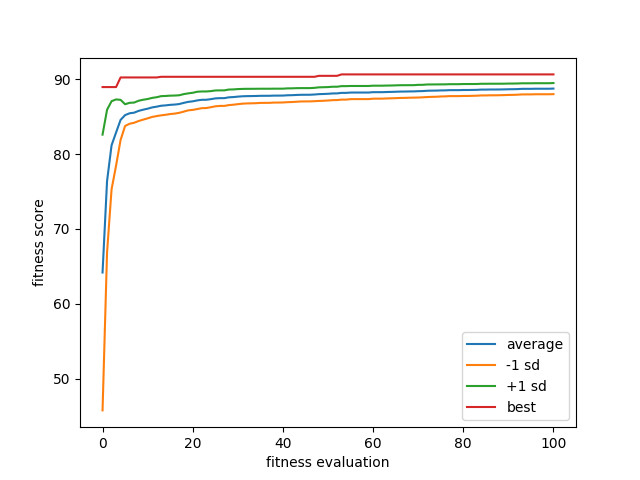 90
80
70
60
50
0 20 40 60 80 100
fitness score
fitness evaluation
average
-1 sd
+1 sd
best